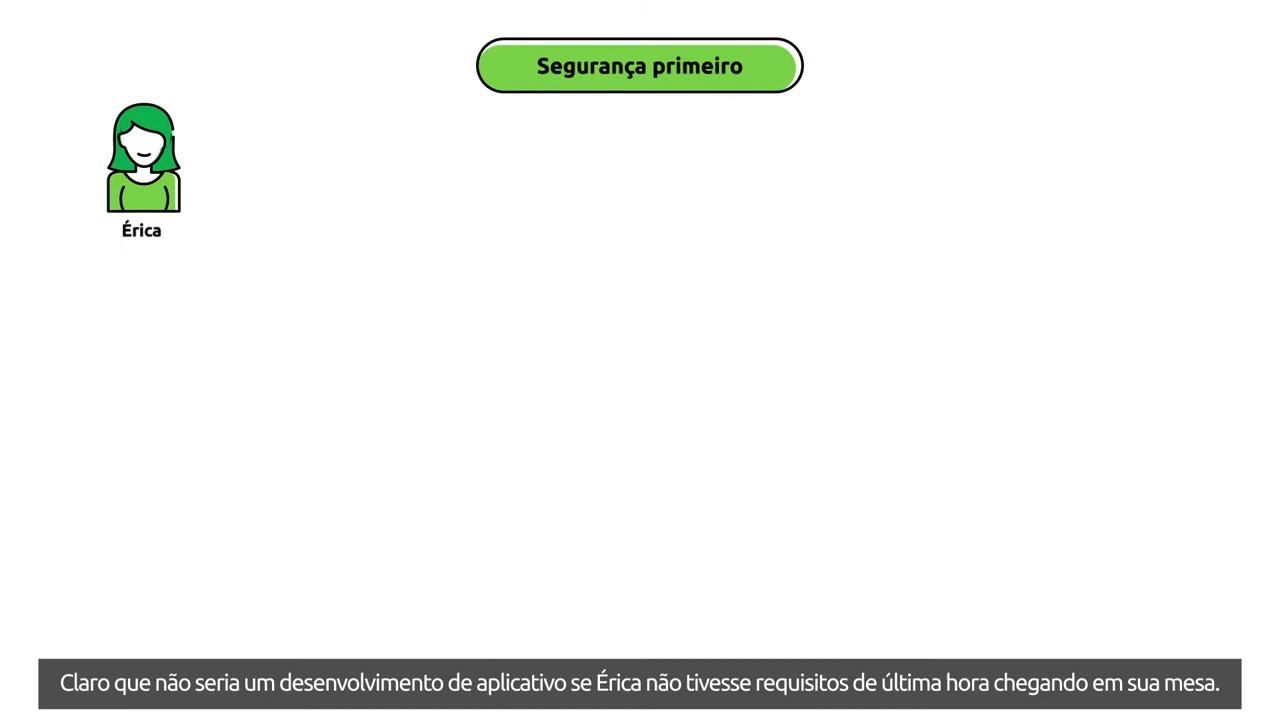 Segurança primeiro
Érica
Claro que não seria um desenvolvimento de aplicativo se Érica não tivesse requisitos de última hora chegando em sua mesa.